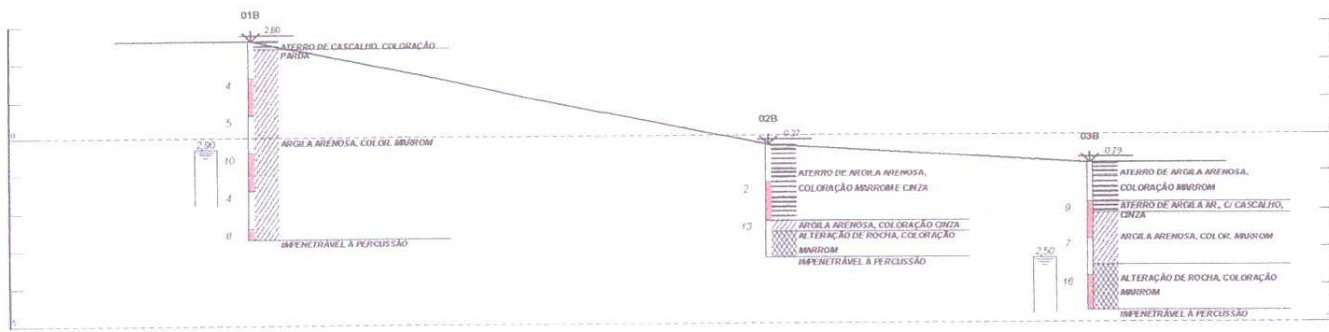 01B
2,80
ATERRO DE CASCALHO, COLORAÇÃO
PARDA
4
5
0
ARGILA ARENOSA, COLOR. MARROM
2,90
10
4
8
IMPENETRÁVEL À PERCUSSÃO
5
02B
-0,27
ATERRO DE ARGILA ARENOSA,
COLORAÇÃO MARROM E CINZA
2
13
ARGILA ARENOSA, COLORAÇÃO CINZA
ALTERAÇÃO DE ROCHA, COLORAÇÃO
MARROM
IMPENETRÁVEL À PERCUSSÃO
03B
-0,79
ATERRO DE ARGILA ARENOSA,
COLORAÇÃO MARROM
9
ATERRO DE ARGILA AR., C/ CASCALHO,
CINZA
7
ARGILA ARENOSA, COLOR. MARROM
2,50
16
ALTERAÇÃO DE ROCHA, COLORAÇÃO
MARROM
IMPENETRÁVEL À PERCUSSÃO